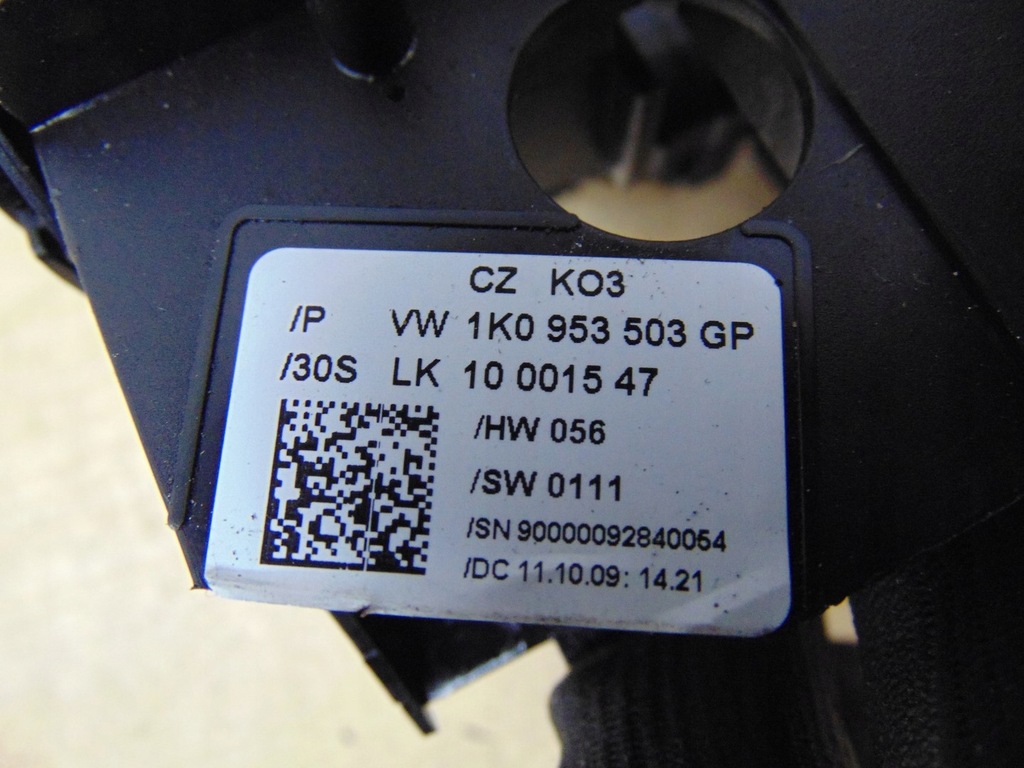 CZ KO3
/P VW 1K0 953 503 GP
/30S LK 10 0015 47
/HW 056
/SW 0111
/SN 90000092840054
/DC 11.10.09: 14.21